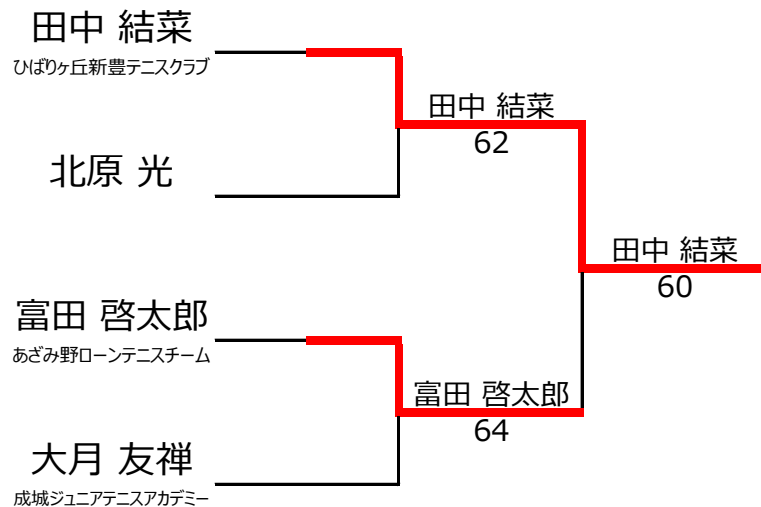 田中 結菜
ひばりヶ丘新豊テニスクラブ
田中 結菜
62
北原 光
田中 結菜
60
富田 啓太郎
あざみ野ローンテニスチーム
富田 啓太郎
64
大月 友禅
成城ジュニアテニスアカデミー